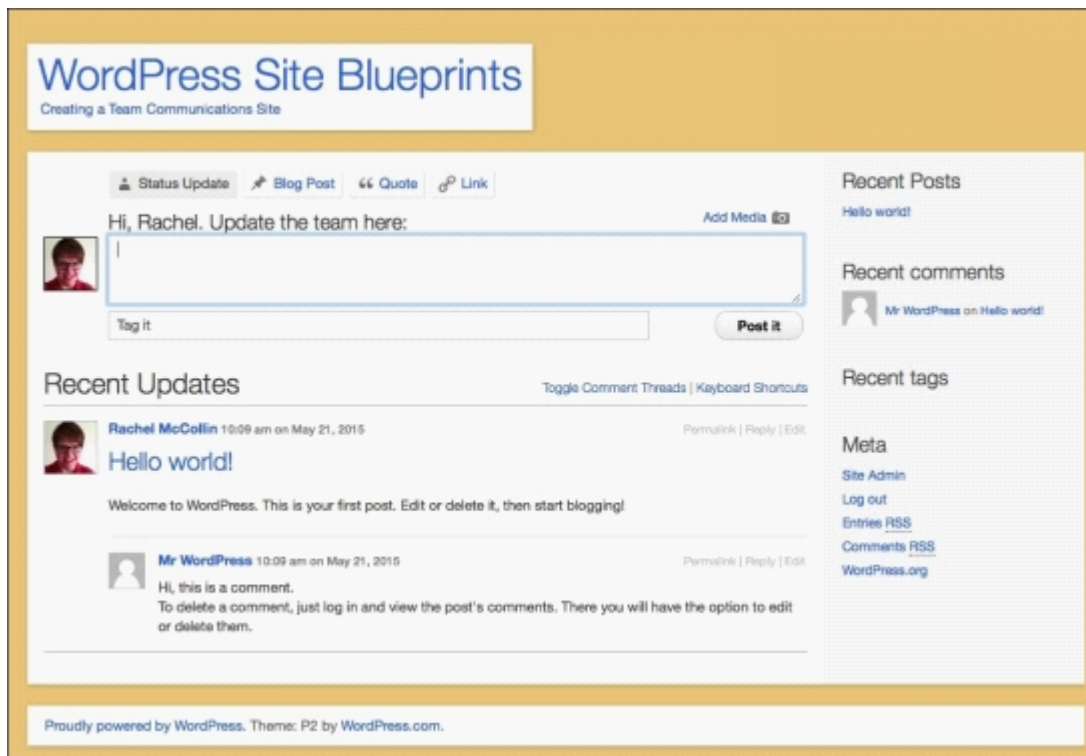 WordPress Site Blueprints
Creating a Team Communications Site
Status Update
Blog Post
Quote
Link
Hi, Rachel. Update the team here:
Add Media
Tag it
Post it
Recent Updates
Toggle Comment Threads | Keyboard Shortcuts
Rachel McCollin 10:09 am on May 21, 2015
Permalink | Reply | Edit
Hello world!
Welcome to WordPress. This is your first post. Edit or delete it, then start blogging!
Mr WordPress 10:09 am on May 21, 2015
Permalink | Reply | Edit
Hi, this is a comment.
To delete a comment, just log in and view the post's comments. There you will have the option to edit
or delete them.
Recent Posts
Hello world!
Recent comments
Mr WordPress on Hello world!
Recent tags
Meta
Site Admin
Log out
Entries RSS
Comments RSS
WordPress.org
Proudly powered by WordPress. Theme: P2 by WordPress.com.